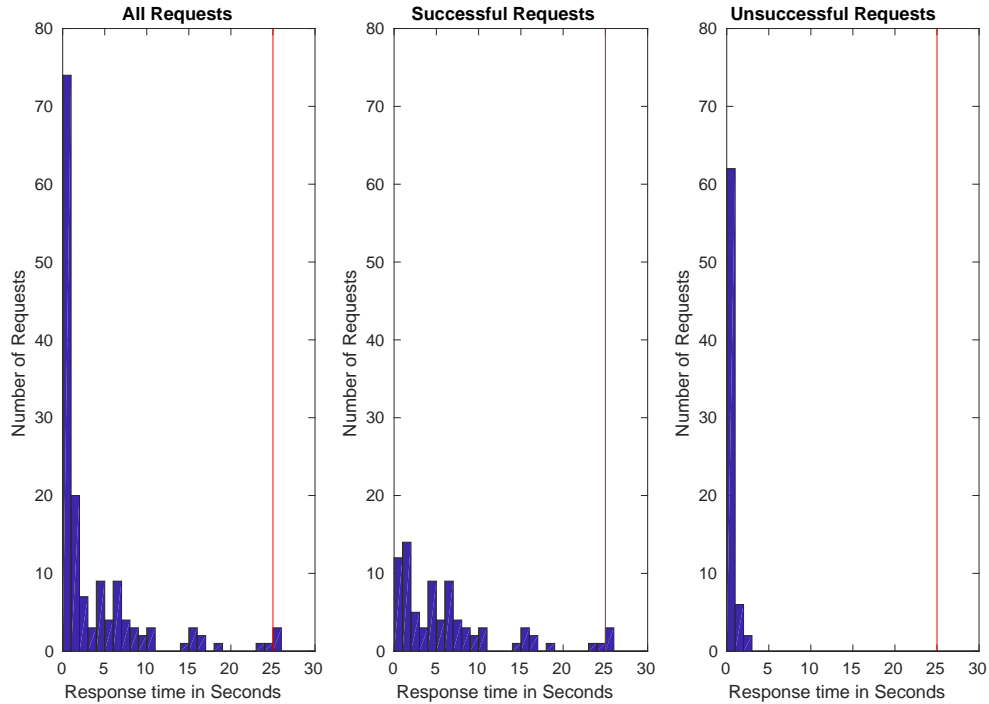 All Requests
80
70
60
50
40
30
20
10
0
Number of Requests
0 5 10 15 20 25 30
Response time in Seconds
Successful Requests
80
70
60
50
40
30
20
10
0
Number of Requests
0 5 10 15 20 25 30
Response time in Seconds
Unsuccessful Requests
80
70
60
50
40
30
20
10
0
Number of Requests
0 5 10 15 20 25 30
Response time in Seconds